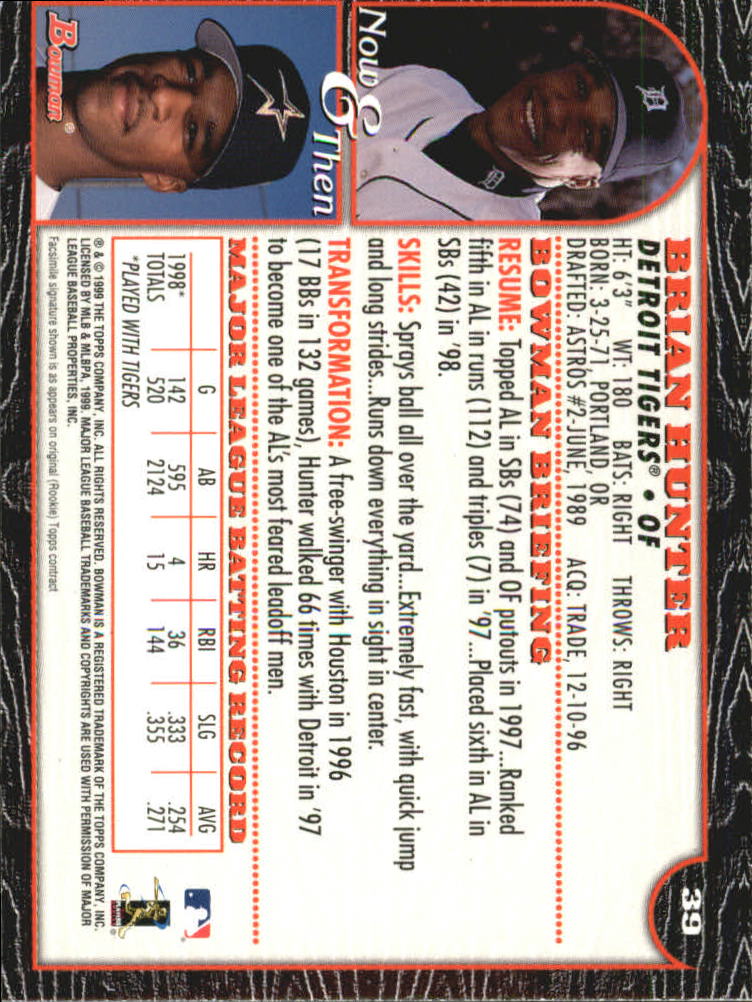 39
BRIAN HUNTER
DETROIT TIGERS® • OF
HT: 6'3" WT: 180 BATS: RIGHT THROWS: RIGHT
BORN: 3-25-71, PORTLAND, OR
DRAFTED: ASTROS #2-JUNE, 1989 ACQ: TRADE, 12-10-96
BOWMAN BRIEFING
RESUME: Topped AL in SBs (74) and OF putouts in 1997...Ranked
fifth in AL in runs (112) and triples (7) in '97...Placed sixth in AL in
SBs (42) in '98.
SKILLS: Sprays ball all over the yard...Extremely fast, with quick jump
and long strides...Runs down everything in sight in center.
TRANSFORMATION: A free-swinger with Houston in 1996
(17 BBs in 132 games), Hunter walked 66 times with Detroit in '97
to become one of the AL's most feared leadoff men.
Now & Then
Bowman®
MAJOR LEAGUE BATTING RECORD
G AB HR RBI SLG AVG
1998* 142 595 4 36 .333 .254
TOTALS 520 2124 15 144 .355 .271
*PLAYED WITH TIGERS
® & © 1999 THE TOPPS COMPANY, INC. ALL RIGHTS RESERVED. BOWMAN IS A REGISTERED TRADEMARK OF THE TOPPS COMPANY, INC.
LICENSED BY MLB & MLBPA, 1999. MAJOR LEAGUE BASEBALL TRADEMARKS AND COPYRIGHTS ARE USED WITH PERMISSION OF MAJOR
LEAGUE BASEBALL PROPERTIES, INC.
Facsimile signature shown is as appears on original (Rookie) Topps contract